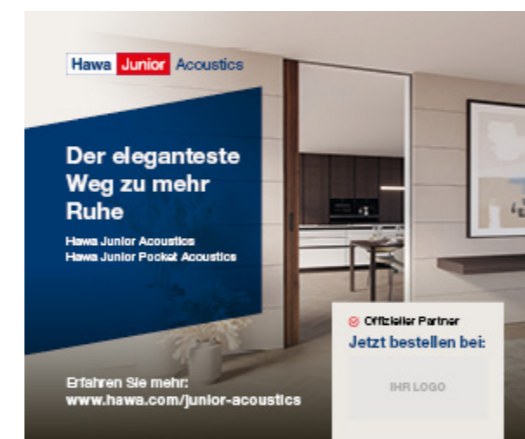 Hawa Junior Acoustics
Der eleganteste
Weg zu mehr
Ruhe
Hawa Junior Acoustics
Hawa Junior Pocket Acoustics
Offizieller Partner
Jetzt bestellen bei:
IHR LOGO
Erfahren Sie mehr:
www.hawa.com/junior-acoustics